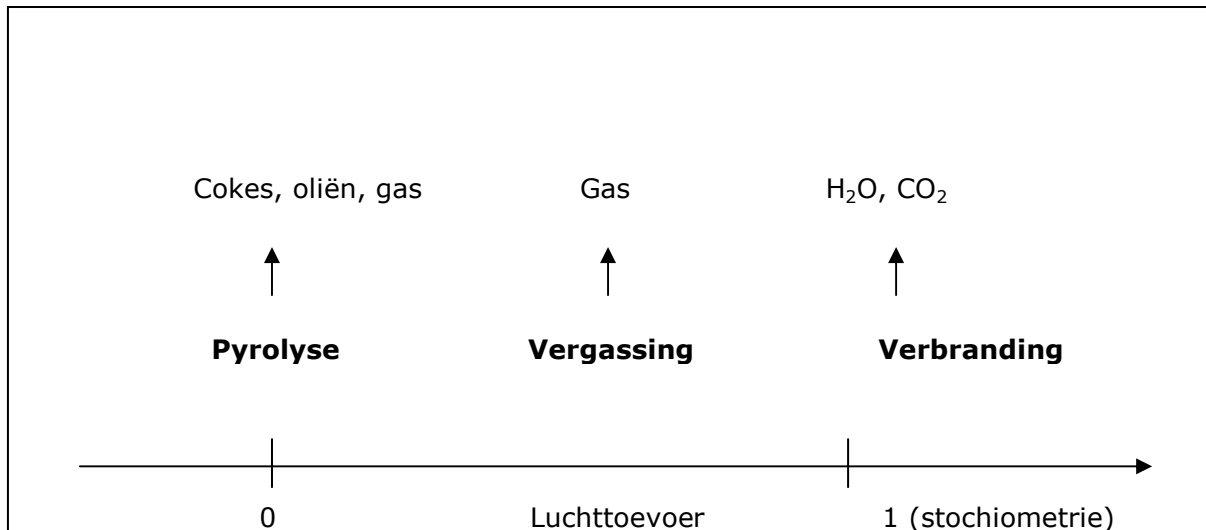 Cokes, oliën, gas Gas H₂O, CO₂
Pyrolyse Vergassing Verbranding
0 Luchttoevoer 1 (stochiometrie)